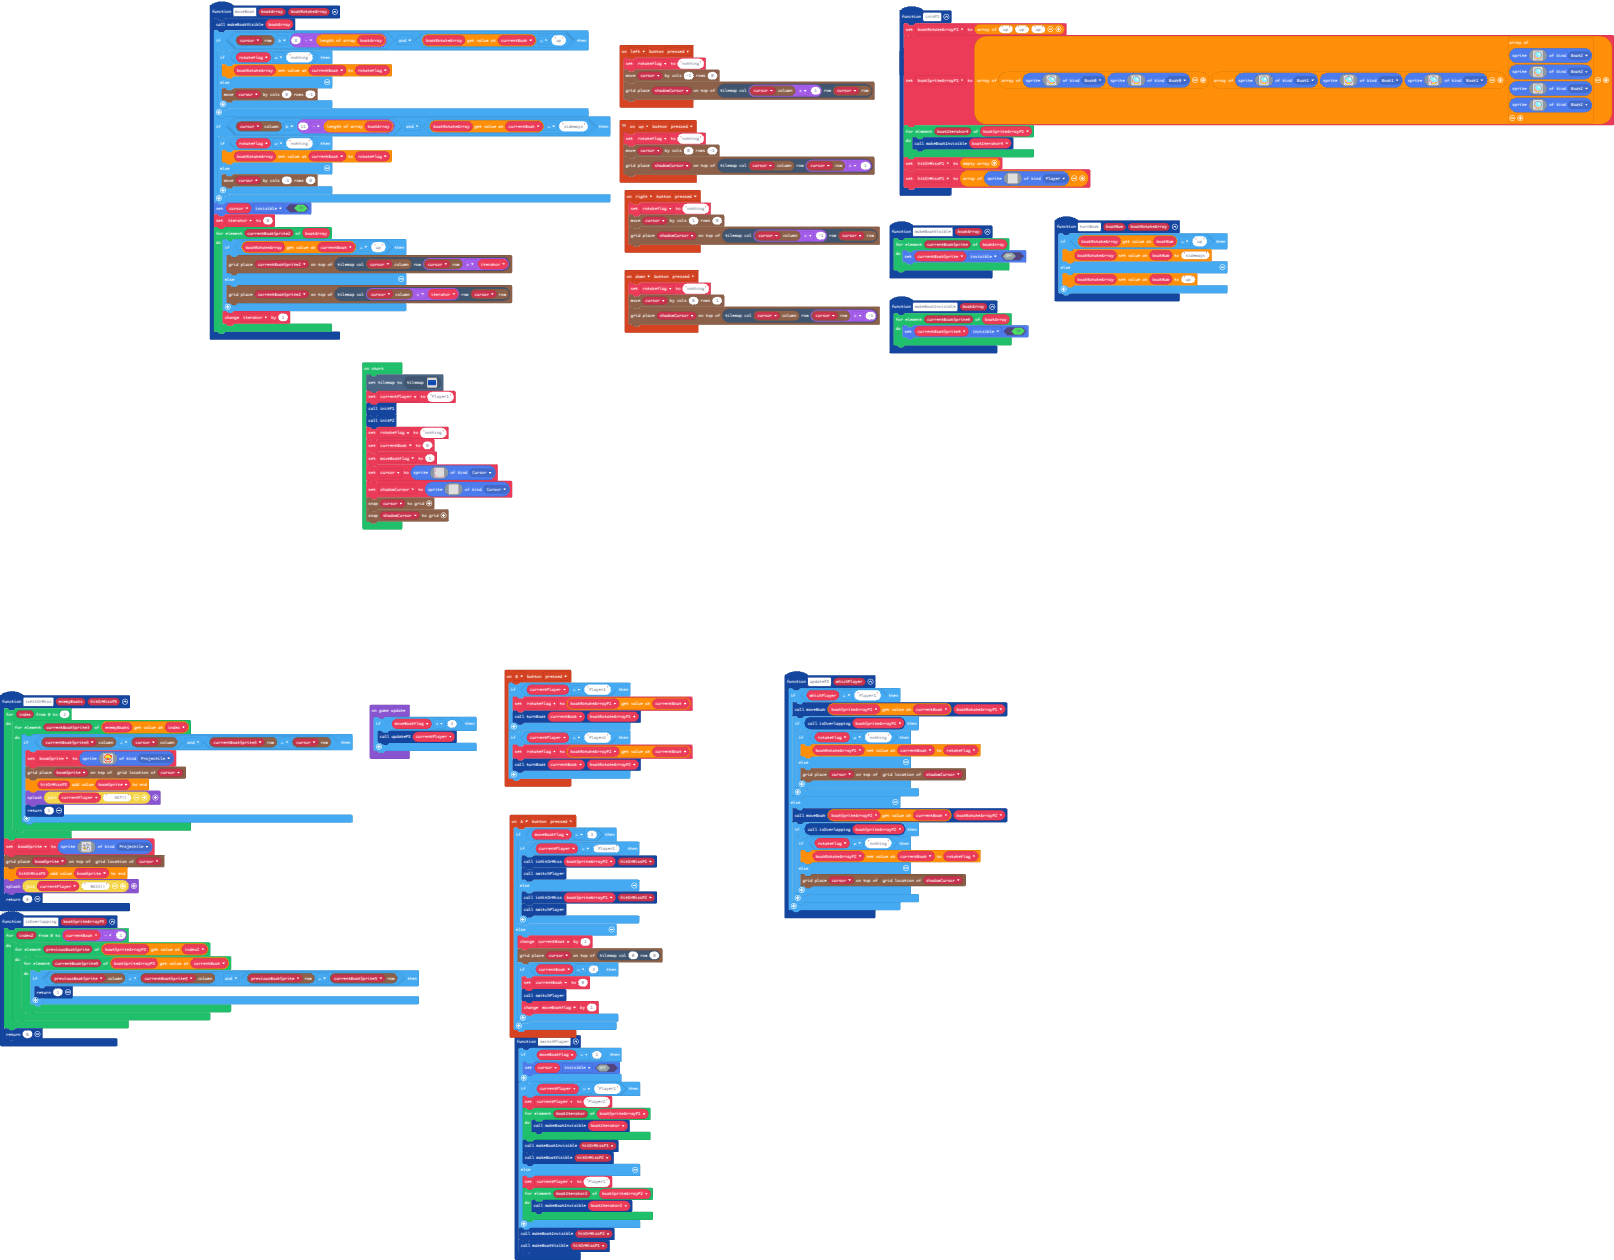 function moveBoat boatArray boatRotateArray
call makeBoatVisible boatArray
if cursor row ≥ - length of array boatArray and boatRotateArray get value at currentBoat = up then
if rotateFlag = nothing then
boatRotateArray set value at currentBoat to rotateFlag
else
move cursor by cols 0 rows -1
if cursor column ≥ - length of array boatArray and boatRotateArray get value at currentBoat = sideways then
if rotateFlag = nothing then
boatRotateArray set value at currentBoat to rotateFlag
else
move cursor by cols -1 rows 0
set cursor invisible
set iterator to 0
for element currentBoatSprite2 of boatArray
do
if boatRotateArray get value at currentBoat = up then
grid place currentBoatSprite2 on top of tilemap col cursor column row cursor row + iterator
else
grid place currentBoatSprite2 on top of tilemap col cursor column + iterator row cursor row
change iterator by 1
on left button pressed
set rotateFlag to "nothing"
move cursor by cols -1 rows 0
grid place shadowCursor on top of tilemap col cursor column + 1 row cursor row
on up button pressed
set rotateFlag to "nothing"
move cursor by cols 0 rows -1
grid place shadowCursor on top of tilemap col cursor column row cursor row + 1
on right button pressed
set rotateFlag to "nothing"
move cursor by cols 1 rows 0
grid place shadowCursor on top of tilemap col cursor column + -1 row cursor row
on down button pressed
set rotateFlag to "nothing"
move cursor by cols 0 rows 1
grid place shadowCursor on top of tilemap col cursor column row cursor row + -1
function initP1
set boatRotateArrayP1 to array of up up up
set boatSpriteArrayP1 to array of array of sprite of kind Boat0 sprite of kind Boat0 array of sprite of kind Boat1 sprite of kind Boat1 sprite of kind Boat1
array of
sprite of kind Boat2
sprite of kind Boat2
sprite of kind Boat2
sprite of kind Boat2
for element boatIterator4 of boatSpriteArrayP1
do call makeBoatInvisible boatIterator4
set hitOrMissP1 to empty array
set hitOrMissP1 to array of sprite of kind Player
function makeBoatVisible boatArray
for element currentBoatSprite of boatArray
do set currentBoatSprite invisible
function turnBoat boatNum boatRotateArray
if boatRotateArray get value at boatNum = up then
boatRotateArray set value at boatNum to sideways
else
boatRotateArray set value at boatNum to up
function makeBoatInvisible boatArray
for element currentBoatSprite4 of boatArray
do set currentBoatSprite4 invisible
on start
set tilemap to tilemap
set currentPlayer to "Player1"
call initP1
call initP2
set rotateFlag to "nothing"
set currentBoat to 0
set moveBoatFlag to 1
set cursor to sprite of kind Cursor
set shadowCursor to sprite of kind Cursor
snap cursor to grid
snap shadowCursor to grid
function isHitOrMiss enemyBoats hitOrMissPX
for index from 0 to 2
do for element currentBoatSprite3 of enemyBoats get value at index
do if currentBoatSprite3 column = cursor column and currentBoatSprite3 row = cursor row then
set boomSprite to sprite of kind Projectile
grid place boomSprite on top of grid location of cursor
hitOrMissPX add value boomSprite to end
splash join currentPlayer HIT!!
return 1
set boomSprite to sprite of kind Projectile
grid place boomSprite on top of grid location of cursor
hitOrMissPX add value boomSprite to end
splash join currentPlayer MISS!!
return 0
function isOverlapping boatSpriteArrayPX
for index2 from 0 to currentBoat - 1
do for element previousBoatSprite of boatSpriteArrayPX get value at index2
do for element currentBoatSprite5 of boatSpriteArrayPX get value at currentBoat
do if previousBoatSprite column = currentBoatSprite5 column and previousBoatSprite row = currentBoatSprite5 row then
return 1
return 0
on game update
if moveBoatFlag = then
call updatePX currentPlayer
on B button pressed
if currentPlayer = Player1 then
set rotateFlag to boatRotateArrayP1 get value at currentBoat
call turnBoat currentBoat boatRotateArrayP1
if currentPlayer = Player2 then
set rotateFlag to boatRotateArrayP2 get value at currentBoat
call turnBoat currentBoat boatRotateArrayP2
on A button pressed
if moveBoatFlag = 3 then
if currentPlayer = Player1 then
call isHitOrMiss boatSpriteArrayP2 hitOrMissP1
call switchPlayer
else
call isHitOrMiss boatSpriteArrayP1 hitOrMissP2
call switchPlayer
else
change currentBoat by 1
grid place cursor on top of tilemap col 0 row 0
if currentBoat = 3 then
set currentBoat to 0
call switchPlayer
change moveBoatFlag by 1
function switchPlayer
if moveBoatFlag = 2 then
set cursor invisible
if currentPlayer = "Player1" then
set currentPlayer to "Player2"
for element boatIterator of boatSpriteArrayP1
do call makeBoatInvisible boatIterator
call makeBoatInvisible hitOrMissP1
call makeBoatVisible hitOrMissP2
else
set currentPlayer to "Player1"
for element boatIterator2 of boatSpriteArrayP2
do call makeBoatInvisible boatIterator2
call makeBoatInvisible hitOrMissP2
call makeBoatVisible hitOrMissP1
function updatePX whichPlayer
if whichPlayer = Player1 then
call moveBoat boatSpriteArrayP1 get value at currentBoat boatRotateArrayP1
if call isOverlapping boatSpriteArrayP1 then
if rotateFlag ≠ nothing then
boatRotateArrayP1 set value at currentBoat to rotateFlag
else
grid place cursor on top of grid location of shadowCursor
else
call moveBoat boatSpriteArrayP2 get value at currentBoat boatRotateArrayP2
if call isOverlapping boatSpriteArrayP2 then
if rotateFlag ≠ nothing then
boatRotateArrayP2 set value at currentBoat to rotateFlag
else
grid place cursor on top of grid location of shadowCursor